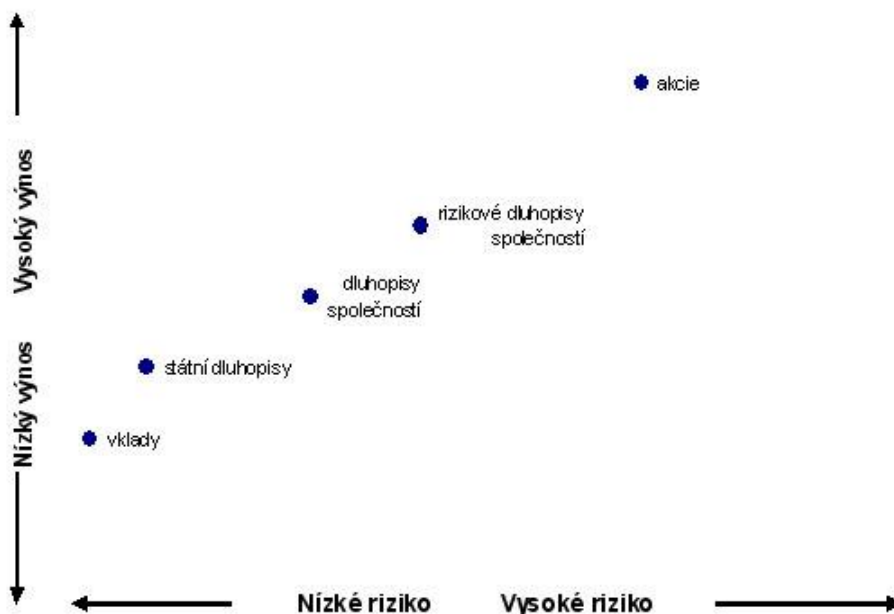 akcie
rizikové dluhopisy
společností
dluhopisy
společností
státní dluhopisy
vklady
Vysoký výnos
Nízký výnos
Nízké riziko
Vysoké riziko